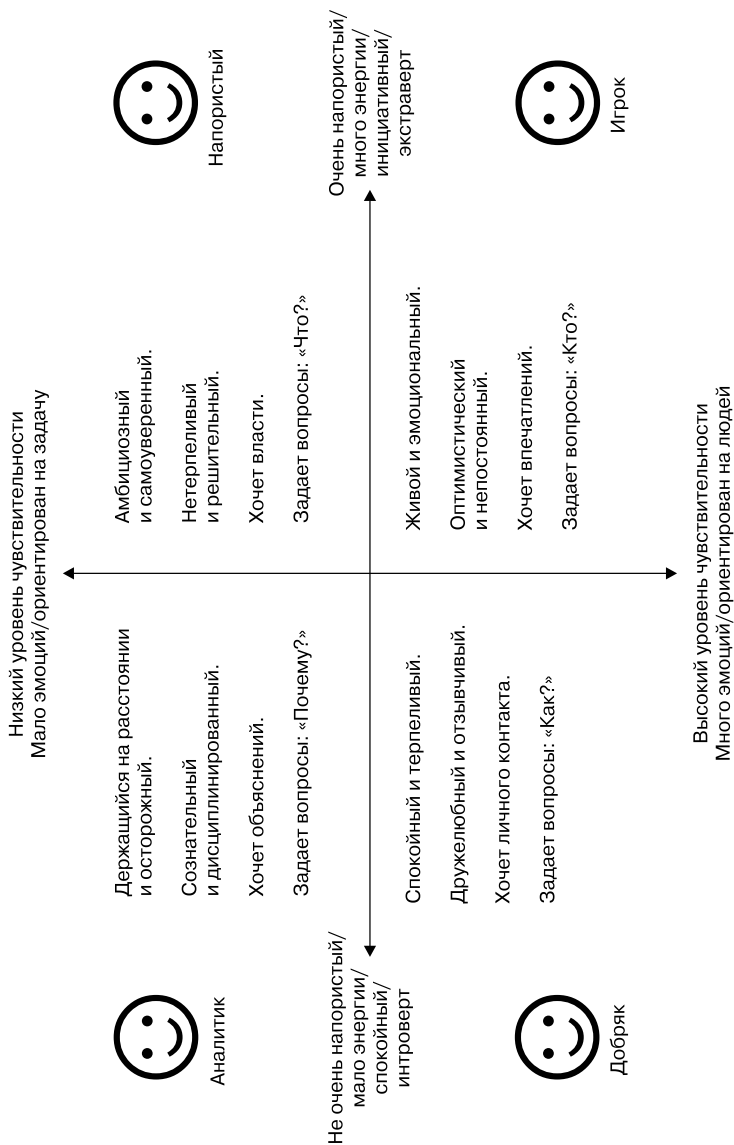 Низкий уровень чувствительности
Мало эмоций/ориентирован на задачу
Аналитик
Держащийся на расстоянии
и осторожный.
Сознательный
и дисциплинированный.
Хочет объяснений.
Задает вопросы: «Почему?»
Амбициозный
и самоуверенный.
Нетерпеливый
и решительный.
Хочет власти.
Задает вопросы: «Что?»
Напористый
Не очень напористый/
мало энергии/
спокойный/
интроверт
Очень напористый/
много энергии/
инициативный/
экстраверт
Добряк
Спокойный и терпеливый.
Дружелюбный и отзывчивый.
Хочет личного контакта.
Задает вопросы: «Как?»
Живой и эмоциональный.
Оптимистический
и непостоянный.
Хочет впечатлений.
Задает вопросы: «Кто?»
Игрок
Высокий уровень чувствительности
Много эмоций/ориентирован на людей